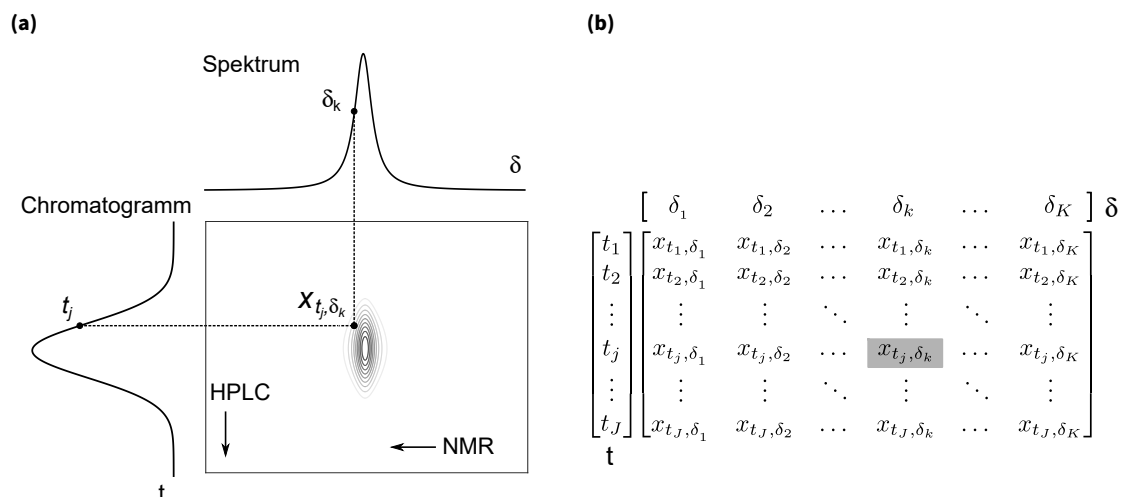 (a)
Spektrum
δk
δ
Chromatogramm
tj
xtj,δk
HPLC
NMR
t
(b)
[ δ1 δ2 … δk … δK ] δ
t1 xt1,δ1 xt1,δ2 … xt1,δk … xt1,δK
t2 xt2,δ1 xt2,δ2 … xt2,δk … xt2,δK
⋮ ⋮ ⋮ ⋱ ⋮ ⋱ ⋮
tj xtj,δ1 xtj,δ2 … xtj,δk … xtj,δK
⋮ ⋮ ⋮ ⋱ ⋮ ⋱ ⋮
tJ xtJ,δ1 xtJ,δ2 … xtJ,δk … xtJ,δK
t